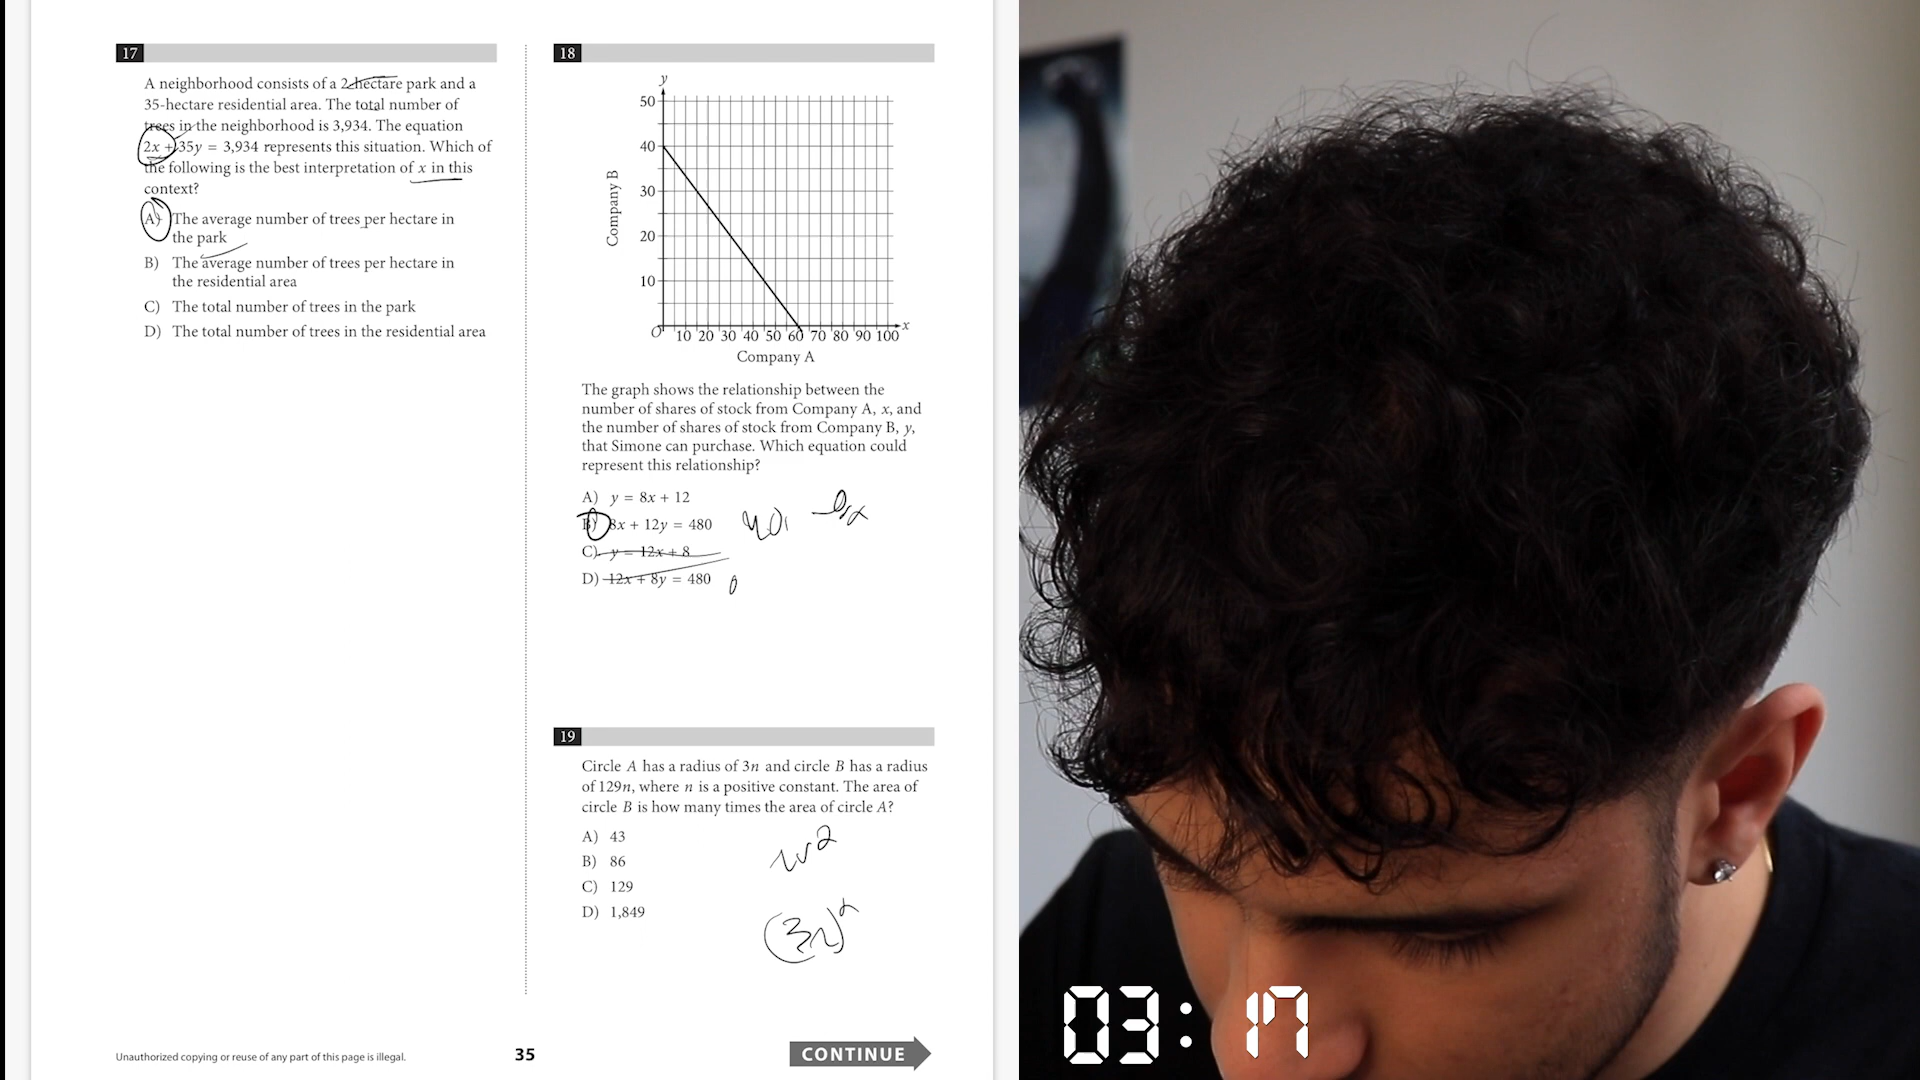 17
A neighborhood consists of a 2-hectare park and a
35-hectare residential area. The total number of
trees in the neighborhood is 3,934. The equation
2x + 35y = 3,934 represents this situation. Which of
the following is the best interpretation of x in this
context?
A) The average number of trees per hectare in
the park
B) The average number of trees per hectare in
the residential area
C) The total number of trees in the park
D) The total number of trees in the residential area
18
y
50
40
30
20
10
Company B
O
10 20 30 40 50 60 70 80 90 100
x
Company A
The graph shows the relationship between the
number of shares of stock from Company A, x, and
the number of shares of stock from Company B, y,
that Simone can purchase. Which equation could
represent this relationship?
A) y = 8x + 12
B) 8x + 12y = 480
C) y = 12x + 8
D) 12x + 8y = 480
19
Circle A has a radius of 3n and circle B has a radius
of 129n, where n is a positive constant. The area of
circle B is how many times the area of circle A?
A) 43
B) 86
C) 129
D) 1,849
(3n)²
Unauthorized copying or reuse of any part of this page is illegal.
35
CONTINUE
03:17